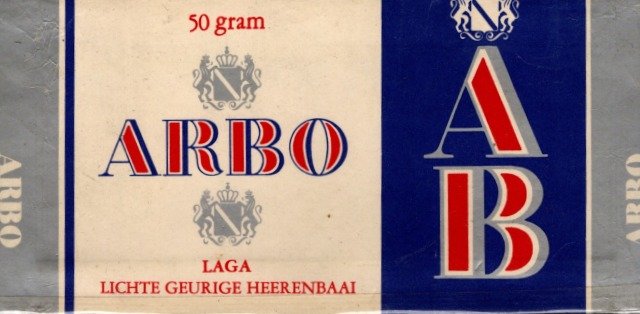 50 gram
N
ARBO
N
LAGA
LICHTE GEURIGE HEERENBAAI
N
A
B
ARBO
ARBO